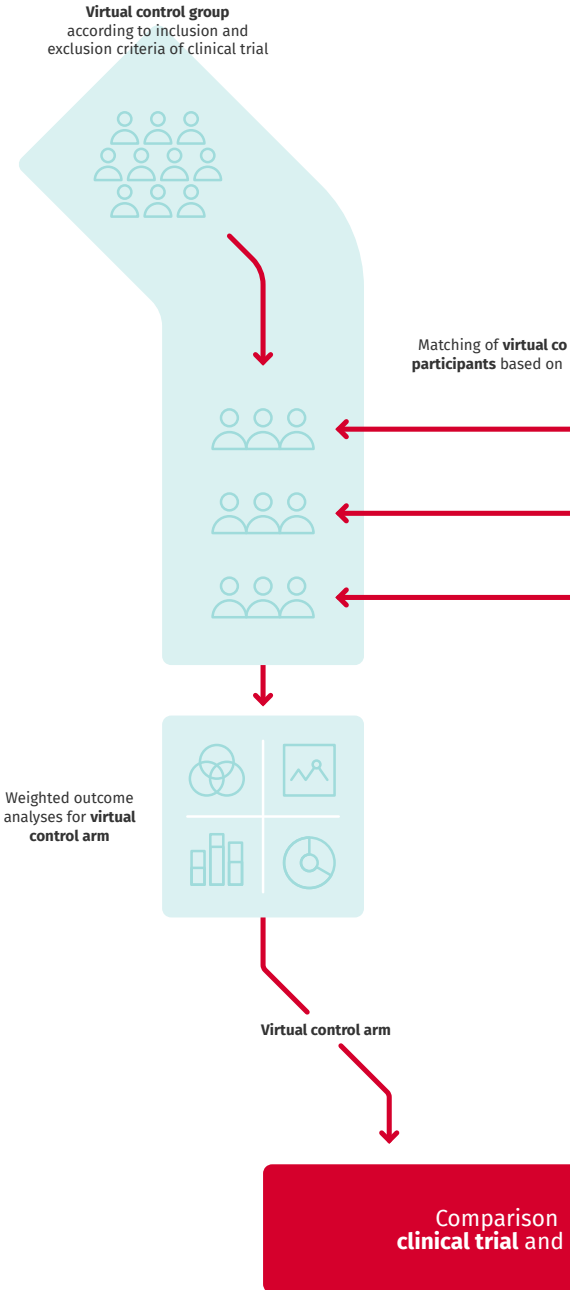 Virtual control group
according to inclusion and
exclusion criteria of clinical trial
Matching of virtual co
participants based on
Weighted outcome
analyses for virtual
control arm
Virtual control arm
Comparison
clinical trial and